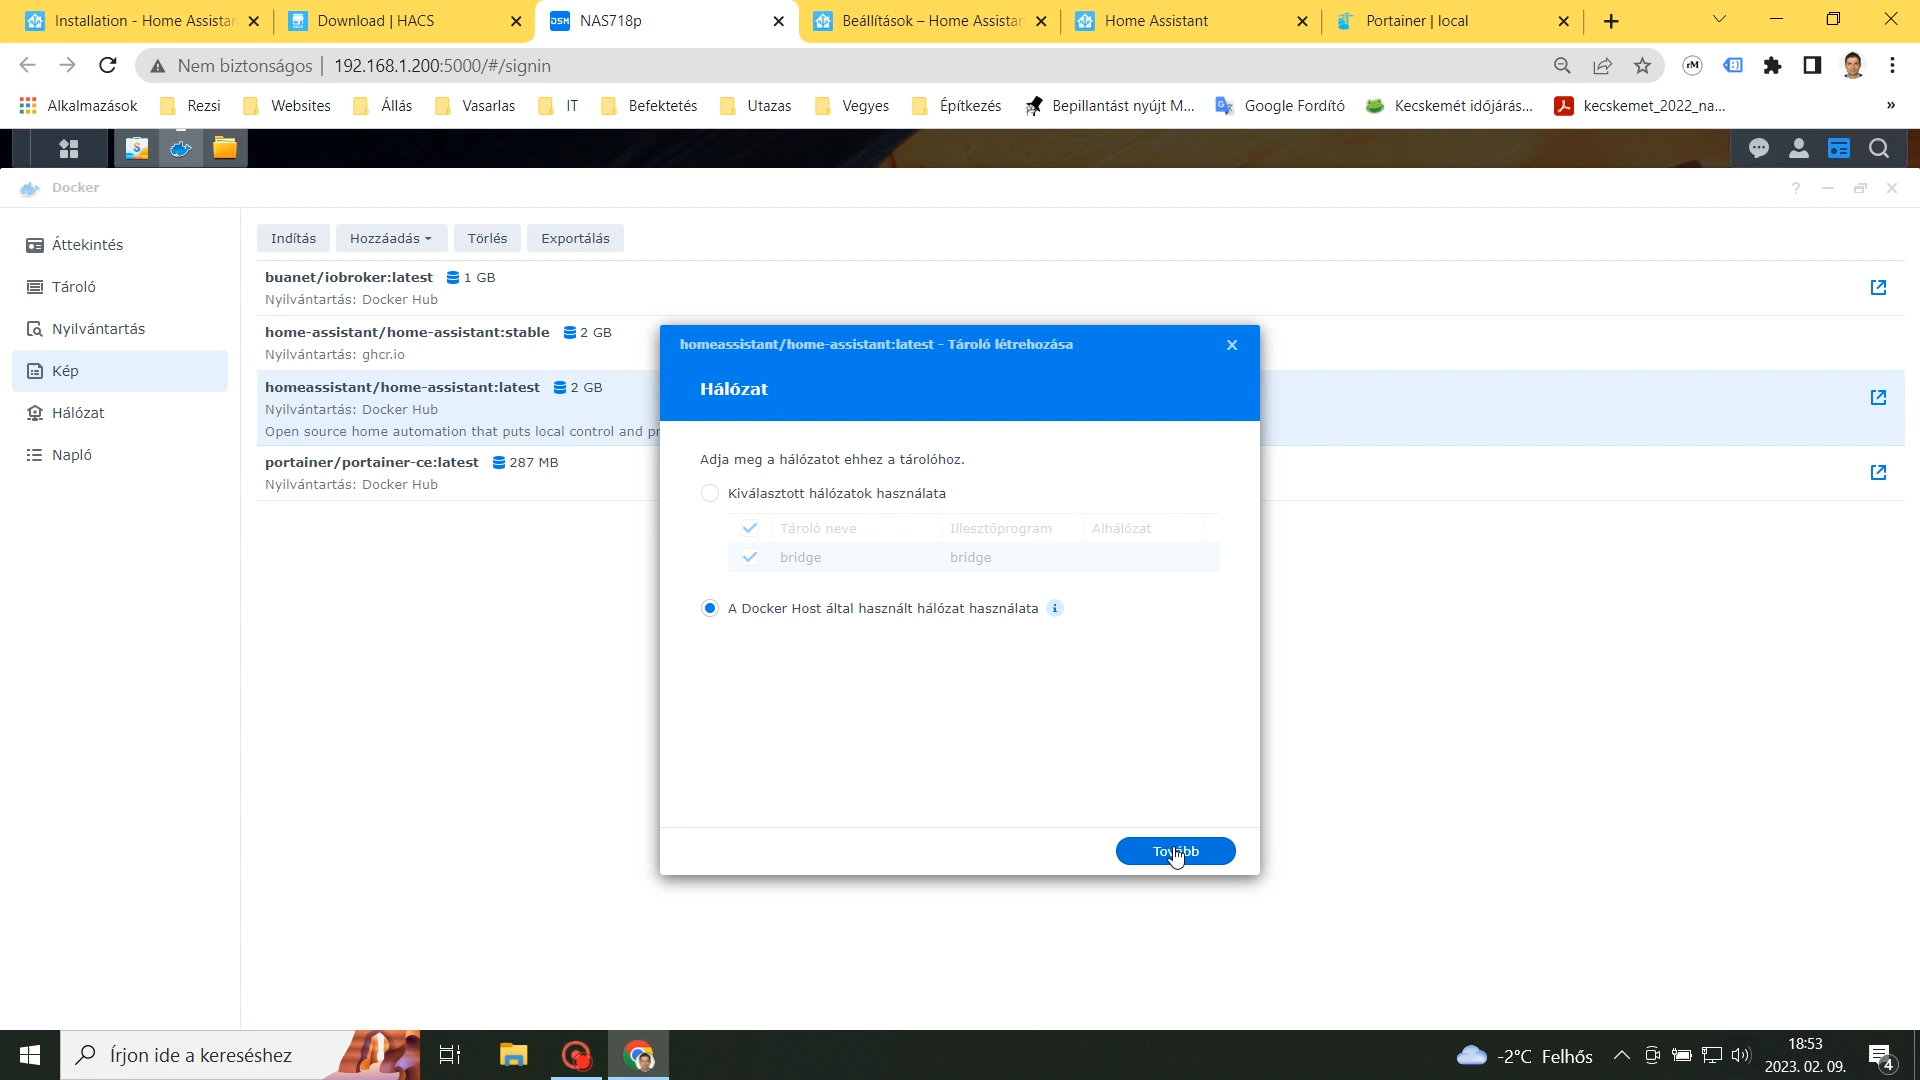 Installation - Home Assistan
Download | HACS
DSM NAS718p
Beállítások – Home Assistan
Home Assistant
Portainer | local
Nem biztonságos | 192.168.1.200:5000/#/signin
rM
Alkalmazások
Rezsi
Websites
Állás
Vasarlas
IT
Befektetés
Utazas
Vegyes
Építkezés
Bepillantást nyújt M...
Google Fordító
Kecskemét időjárás...
kecskemet_2022_na...
»
Docker
Áttekintés
Tároló
Nyilvántartás
Kép
Hálózat
Napló
Indítás
Hozzáadás
Törlés
Exportálás
buanet/iobroker:latest 1 GB
Nyilvántartás: Docker Hub
home-assistant/home-assistant:stable 2 GB
Nyilvántartás: ghcr.io
homeassistant/home-assistant:latest 2 GB
Nyilvántartás: Docker Hub
Open source home automation that puts local control and pr
portainer/portainer-ce:latest 287 MB
Nyilvántartás: Docker Hub
homeassistant/home-assistant:latest - Tároló létrehozása
Hálózat
Adja meg a hálózatot ehhez a tárolóhoz.
Kiválasztott hálózatok használata
Tároló neve Illesztőprogram Alhálózat
bridge bridge
A Docker Host által használt hálózat használata
Tovább
Írjon ide a kereséshez
-2°C Felhős
18:53
2023. 02. 09.
4